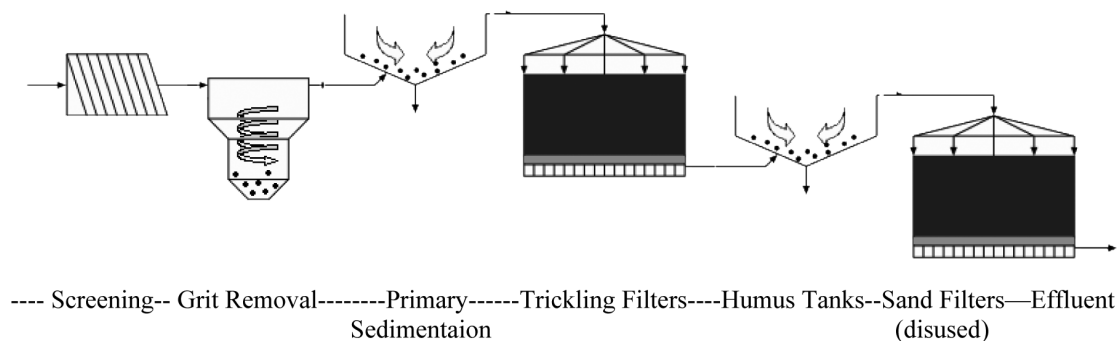 ---- Screening-- Grit Removal--------Primary------Trickling Filters----Humus Tanks--Sand Filters—Effluent
Sedimentaion (disused)